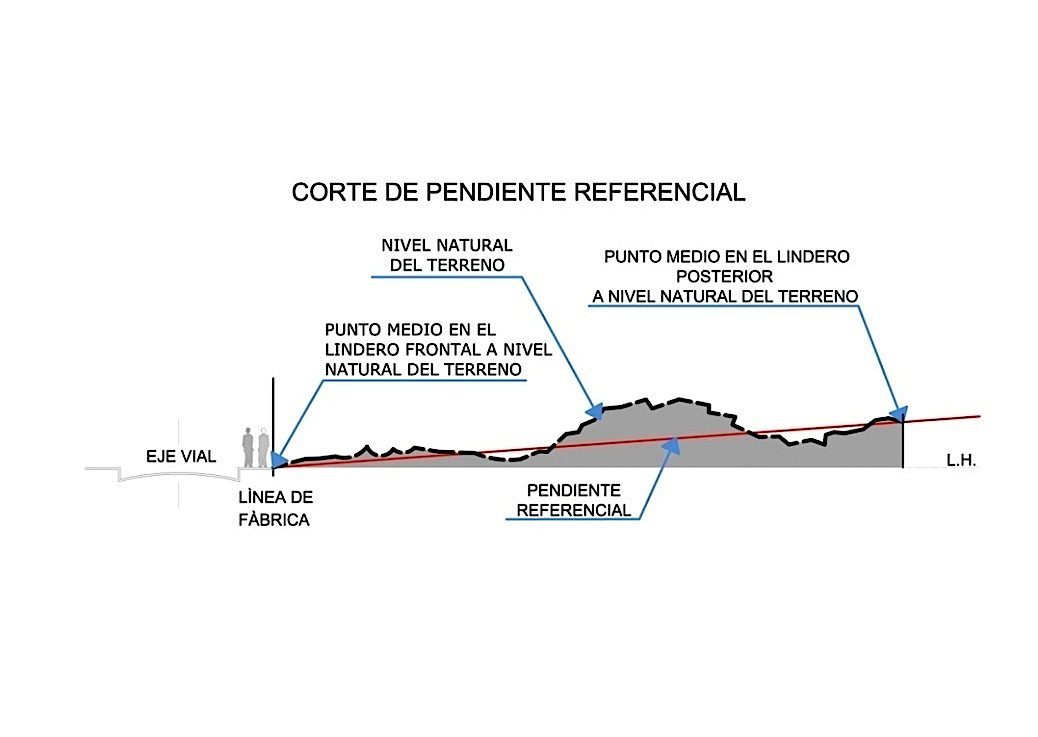 CORTE DE PENDIENTE REFERENCIAL
NIVEL NATURAL
DEL TERRENO
PUNTO MEDIO EN EL LINDERO
POSTERIOR
A NIVEL NATURAL DEL TERRENO
PUNTO MEDIO EN EL
LINDERO FRONTAL A NIVEL
NATURAL DEL TERRENO
EJE VIAL
L.H.
LÌNEA DE
FÀBRICA
PENDIENTE
REFERENCIAL